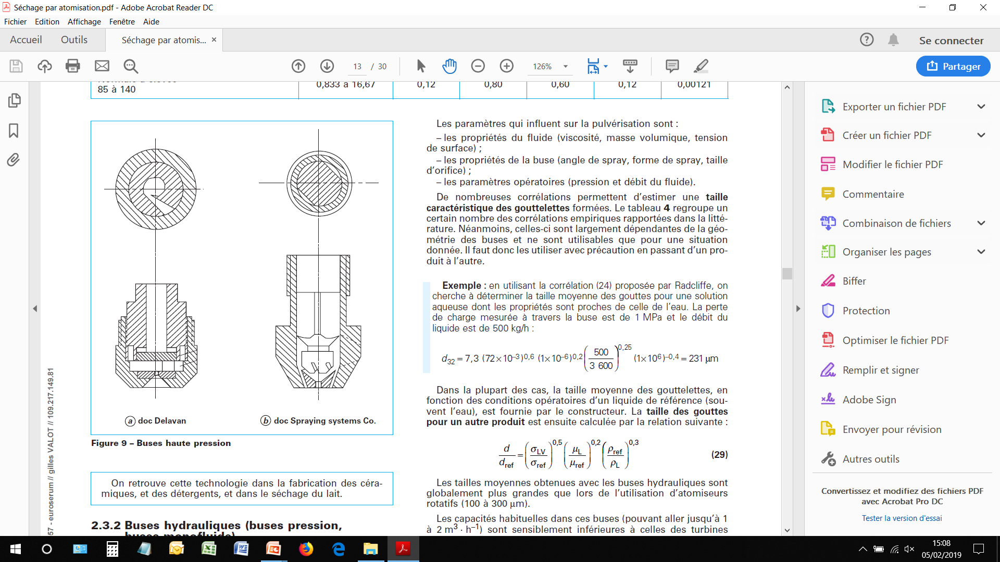 Séchage par atomisation.pdf - Adobe Acrobat Reader DC
Fichier Edition Affichage Fenêtre Aide
Accueil Outils Séchage par atomis... × Se connecter
13 / 30 126% Partager
85 à 140 0,833 à 16,67 0,12 0,80 0,60 0,12 0,00121
a doc Delavan b doc Spraying systems Co.
Figure 9 – Buses haute pression
On retrouve cette technologie dans la fabrication des céra-
miques, et des détergents, et dans le séchage du lait.
2.3.2 Buses hydrauliques (buses pression,
buses monofluide)
57 - euroserum // gilles VALOT // 109.217.149.81
Les paramètres qui influent sur la pulvérisation sont :
– les propriétés du fluide (viscosité, masse volumique, tension
de surface) ;
– les propriétés de la buse (angle de spray, forme de spray, taille
d'orifice) ;
– les paramètres opératoires (pression et débit du fluide).
De nombreuses corrélations permettent d'estimer une taille
caractéristique des gouttelettes formées. Le tableau 4 regroupe un
certain nombre des corrélations empiriques rapportées dans la litté-
rature. Néanmoins, celles-ci sont largement dépendantes de la géo-
métrie des buses et ne sont utilisables que pour une situation
donnée. Il faut donc les utiliser avec précaution en passant d'un pro-
duit à l'autre.
Exemple : en utilisant la corrélation (24) proposée par Radcliffe, on
cherche à déterminer la taille moyenne des gouttes pour une solution
aqueuse dont les propriétés sont proches de celle de l'eau. La perte
de charge mesurée à travers la buse est de 1 MPa et le débit du
liquide est de 500 kg/h :
d32 = 7,3 (72×10–3)0,6 (1×10–6)0,2 (500/3 600)0,25 (1×106)–0,4 = 231 µm
Dans la plupart des cas, la taille moyenne des gouttelettes, en
fonction des conditions opératoires d'un liquide de référence (sou-
vent l'eau), est fournie par le constructeur. La taille des gouttes
pour un autre produit est ensuite calculée par la relation suivante :
d/dref = (σLV/σref)0,5 (µL/µref)0,2 (ρref/ρL)0,3 (29)
Les tailles moyennes obtenues avec les buses hydrauliques sont
globalement plus grandes que lors de l'utilisation d'atomiseurs
rotatifs (100 à 300 µm).
Les capacités habituelles dans ces buses (pouvant aller jusqu'à 1
à 2 m3 · h–1) sont sensiblement inférieures à celles des turbines
Exporter un fichier PDF
Créer un fichier PDF
Modifier le fichier PDF
Commentaire
Combinaison de fichiers
Organiser les pages
Biffer
Protection
Optimiser le fichier PDF
Remplir et signer
Adobe Sign
Envoyer pour révision
Autres outils
Convertissez et modifiez des fichiers PDF
avec Acrobat Pro DC
Tester la version d'essai
15:08
05/02/2019